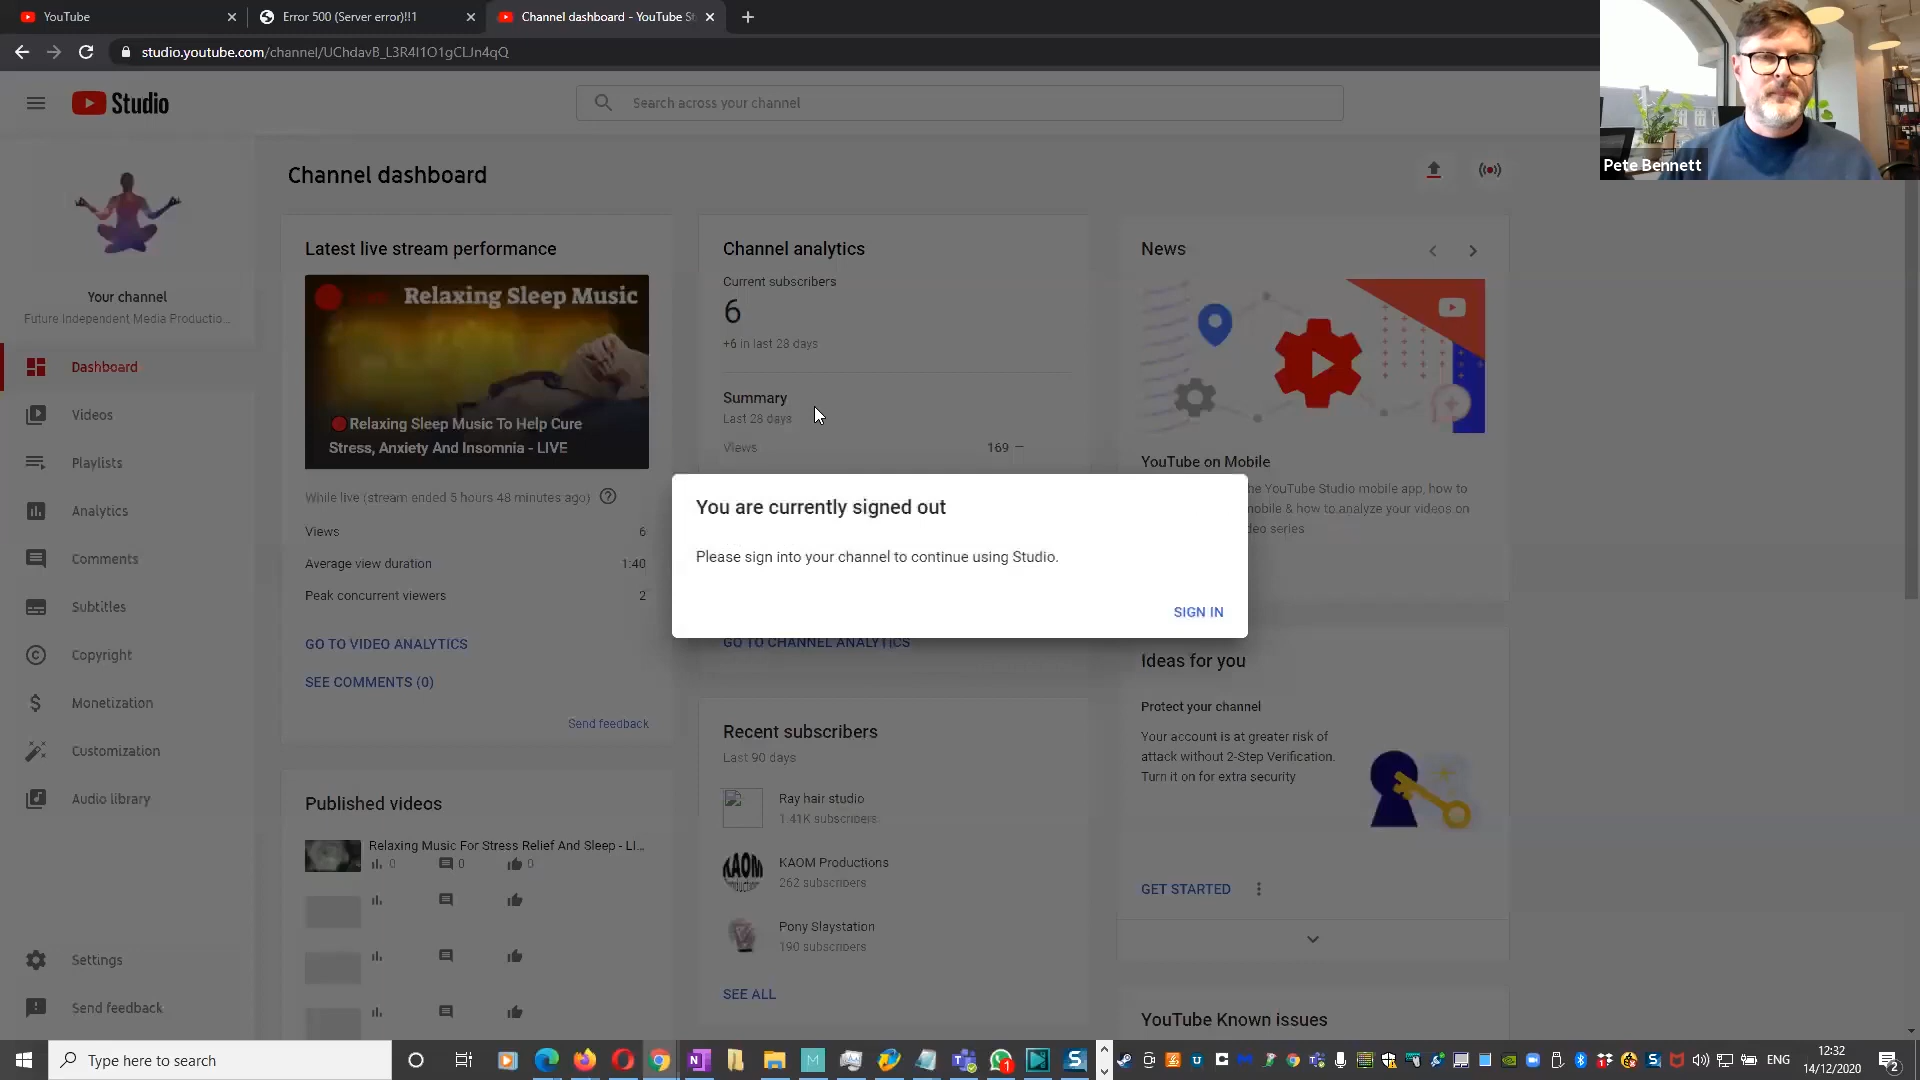 YouTube
Error 500 (Server error)!!1
Channel dashboard - YouTube St
studio.youtube.com/channel/UChdavB_L3R4I1O1gCLJn4qQ
Studio
Search across your channel
Pete Bennett
Channel dashboard
Your channel
Future Independent Media Productio...
Dashboard
Videos
Playlists
Analytics
Comments
Subtitles
Copyright
Monetization
Customization
Audio library
Settings
Send feedback
Latest live stream performance
Relaxing Sleep Music
Relaxing Sleep Music To Help Cure
Stress, Anxiety And Insomnia - LIVE
While live (stream ended 5 hours 48 minutes ago)
Views 6
Average view duration 1:40
Peak concurrent viewers 2
GO TO VIDEO ANALYTICS
SEE COMMENTS (0)
Send feedback
Published videos
Relaxing Music For Stress Relief And Sleep - LI...
0 0 0
Channel analytics
Current subscribers
6
+6 in last 28 days
Summary
Last 28 days
Views 169 —
You are currently signed out
Please sign into your channel to continue using Studio.
SIGN IN
GO TO CHANNEL ANALYTICS
Recent subscribers
Last 90 days
Ray hair studio
1.41K subscribers
KAOM
KAOM Productions
262 subscribers
Pony Slaystation
190 subscribers
SEE ALL
News
YouTube on Mobile
he YouTube Studio mobile app, how to
mobile & how to analyze your videos on
deo series
Ideas for you
Protect your channel
Your account is at greater risk of
attack without 2-Step Verification.
Turn it on for extra security
GET STARTED
YouTube Known issues
Type here to search
ENG
12:32
14/12/2020
2